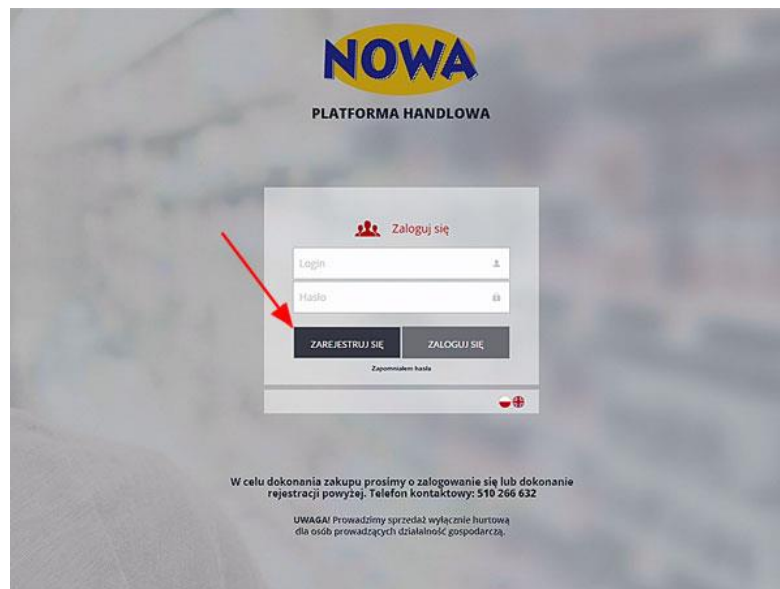 NOWA
PLATFORMA HANDLOWA
Zaloguj się
Login
Hasło
ZAREJESTRUJ SIĘ ZALOGUJ SIĘ
Zapomniałem hasła
W celu dokonania zakupu prosimy o zalogowanie się lub dokonanie
rejestracji powyżej. Telefon kontaktowy: 510 266 632
UWAGA! Prowadzimy sprzedaż wyłącznie hurtową
dla osób prowadzących działalność gospodarczą.